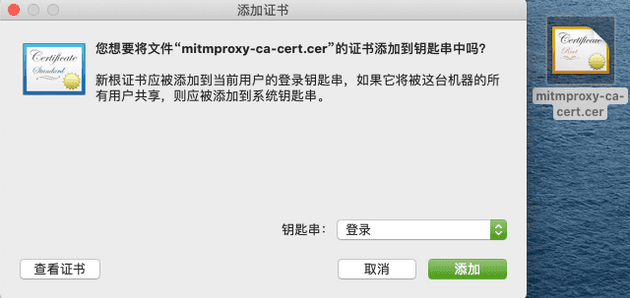 添加证书
您想要将文件“mitmproxy-ca-cert.cer”的证书添加到钥匙串中吗?
新根证书应被添加到当前用户的登录钥匙串，如果它将被这台机器的所
有用户共享，则应被添加到系统钥匙串。
Certificate
Standard
钥匙串：
登录
查看证书
取消
添加
Certificate
Root
mitmproxy-ca-
cert.cer